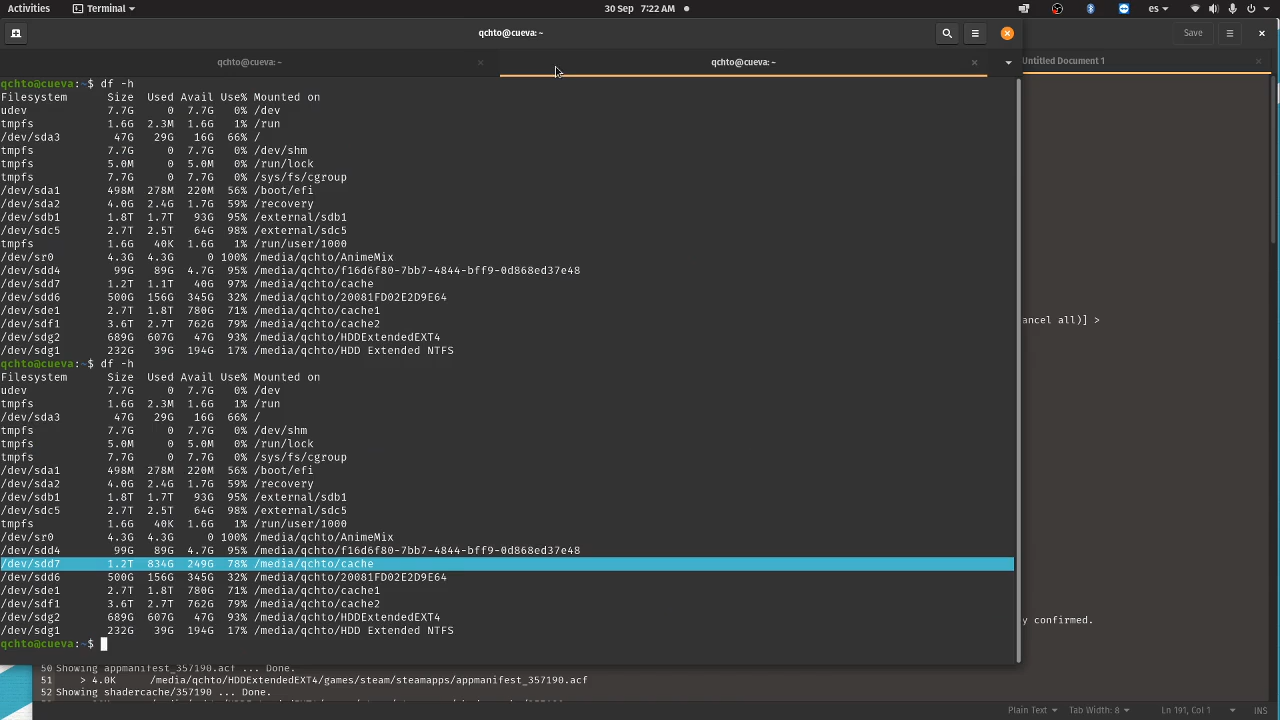 Activities Terminal 30 Sep 7:22 AM es
qchto@cueva: ~ Save
qchto@cueva: ~ qchto@cueva: ~ Untitled Document 1
qchto@cueva:~$ df -h
Filesystem Size Used Avail Use% Mounted on
udev 7.7G 0 7.7G 0% /dev
tmpfs 1.6G 2.3M 1.6G 1% /run
/dev/sda3 47G 29G 16G 66% /
tmpfs 7.7G 0 7.7G 0% /dev/shm
tmpfs 5.0M 0 5.0M 0% /run/lock
tmpfs 7.7G 0 7.7G 0% /sys/fs/cgroup
/dev/sda1 498M 278M 220M 56% /boot/efi
/dev/sda2 4.0G 2.4G 1.7G 59% /recovery
/dev/sdb1 1.8T 1.7T 93G 95% /external/sdb1
/dev/sdc5 2.7T 2.5T 64G 98% /external/sdc5
tmpfs 1.6G 40K 1.6G 1% /run/user/1000
/dev/sr0 4.3G 4.3G 0 100% /media/qchto/AnimeMix
/dev/sdd4 99G 89G 4.7G 95% /media/qchto/f16d6f80-7bb7-4844-bff9-0d868ed37e48
/dev/sdd7 1.2T 1.1T 40G 97% /media/qchto/cache
/dev/sdd6 500G 156G 345G 32% /media/qchto/20081FD02E2D9E64
/dev/sde1 2.7T 1.8T 780G 71% /media/qchto/cache1
/dev/sdf1 3.6T 2.7T 762G 79% /media/qchto/cache2
/dev/sdg2 689G 607G 47G 93% /media/qchto/HDDExtendedEXT4
/dev/sdg1 232G 39G 194G 17% /media/qchto/HDD Extended NTFS
qchto@cueva:~$ df -h
Filesystem Size Used Avail Use% Mounted on
udev 7.7G 0 7.7G 0% /dev
tmpfs 1.6G 2.3M 1.6G 1% /run
/dev/sda3 47G 29G 16G 66% /
tmpfs 7.7G 0 7.7G 0% /dev/shm
tmpfs 5.0M 0 5.0M 0% /run/lock
tmpfs 7.7G 0 7.7G 0% /sys/fs/cgroup
/dev/sda1 498M 278M 220M 56% /boot/efi
/dev/sda2 4.0G 2.4G 1.7G 59% /recovery
/dev/sdb1 1.8T 1.7T 93G 95% /external/sdb1
/dev/sdc5 2.7T 2.5T 64G 98% /external/sdc5
tmpfs 1.6G 40K 1.6G 1% /run/user/1000
/dev/sr0 4.3G 4.3G 0 100% /media/qchto/AnimeMix
/dev/sdd4 99G 89G 4.7G 95% /media/qchto/f16d6f80-7bb7-4844-bff9-0d868ed37e48
/dev/sdd7 1.2T 834G 249G 78% /media/qchto/cache
/dev/sdd6 500G 156G 345G 32% /media/qchto/20081FD02E2D9E64
/dev/sde1 2.7T 1.8T 780G 71% /media/qchto/cache1
/dev/sdf1 3.6T 2.7T 762G 79% /media/qchto/cache2
/dev/sdg2 689G 607G 47G 93% /media/qchto/HDDExtendedEXT4
/dev/sdg1 232G 39G 194G 17% /media/qchto/HDD Extended NTFS
qchto@cueva:~$
ancel all)] >
y confirmed.
50 Showing appmanifest_357190.acf ... Done.
51 > 4.0K /media/qchto/HDDExtendedEXT4/games/steam/steamapps/appmanifest_357190.acf
52 Showing shadercache/357190 ... Done.
Plain Text Tab Width: 8 Ln 191, Col 1 INS